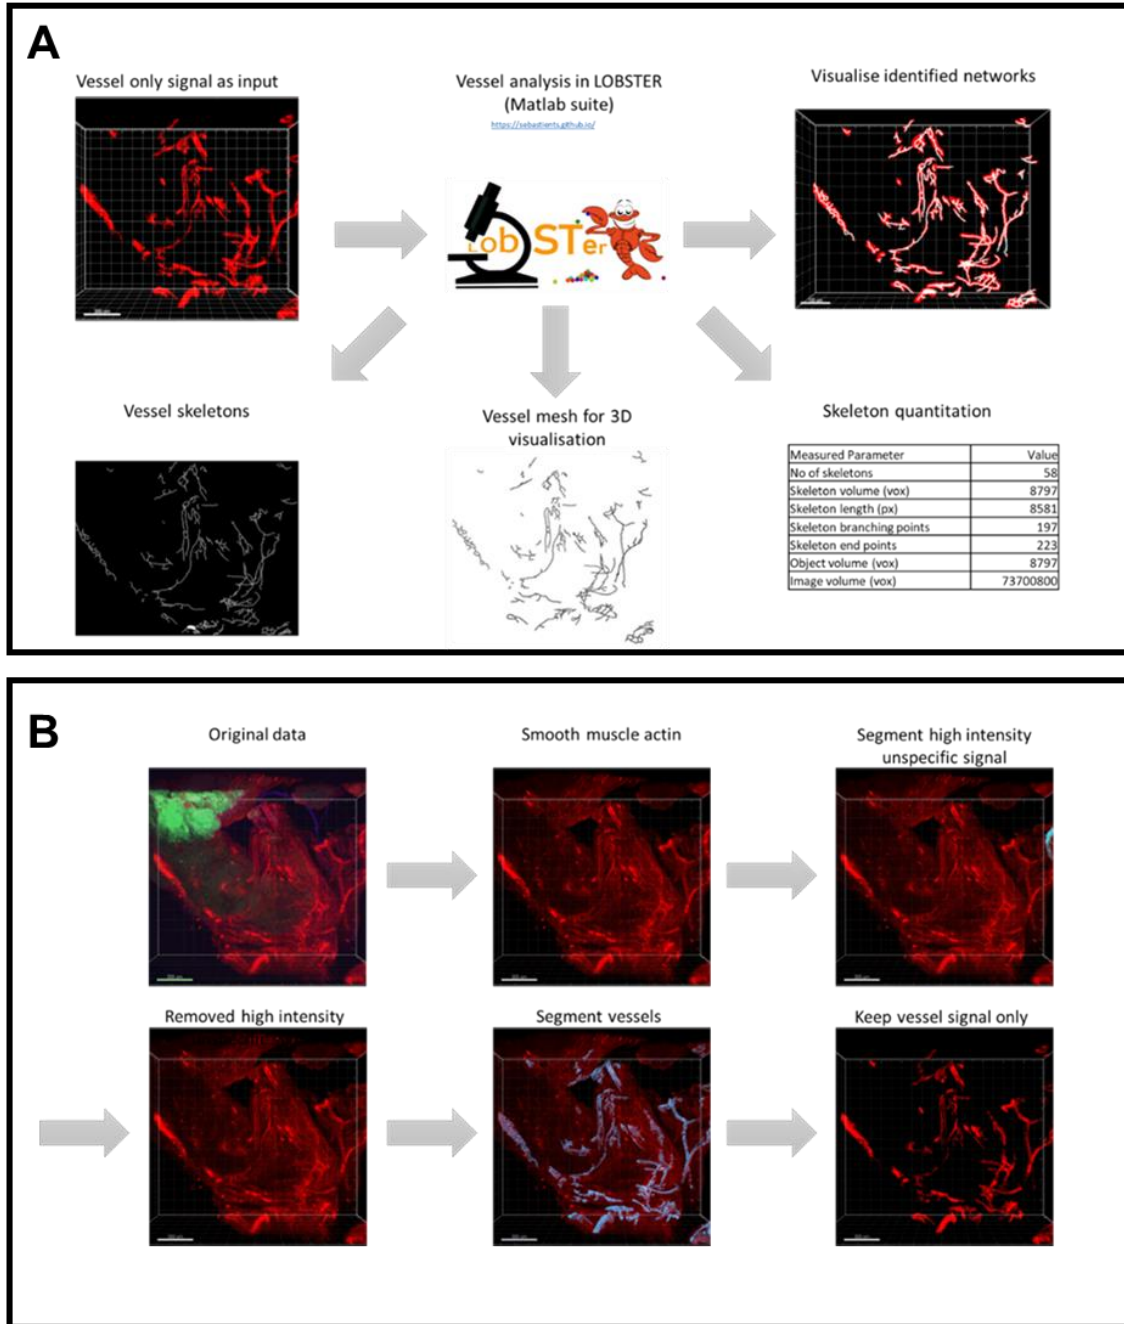 A
Vessel only signal as input
Vessel analysis in LOBSTER
(Matlab suite)
https://sebastients.github.io/
Visualise identified networks
LobSTer
Vessel skeletons
Vessel mesh for 3D
visualisation
Skeleton quantitation
Measured Parameter Value
No of skeletons 58
Skeleton volume (vox) 8797
Skeleton length (px) 8581
Skeleton branching points 197
Skeleton end points 223
Object volume (vox) 8797
Image volume (vox) 73700800
B
Original data
Smooth muscle actin
Segment high intensity
unspecific signal
Removed high intensity
Segment vessels
Keep vessel signal only